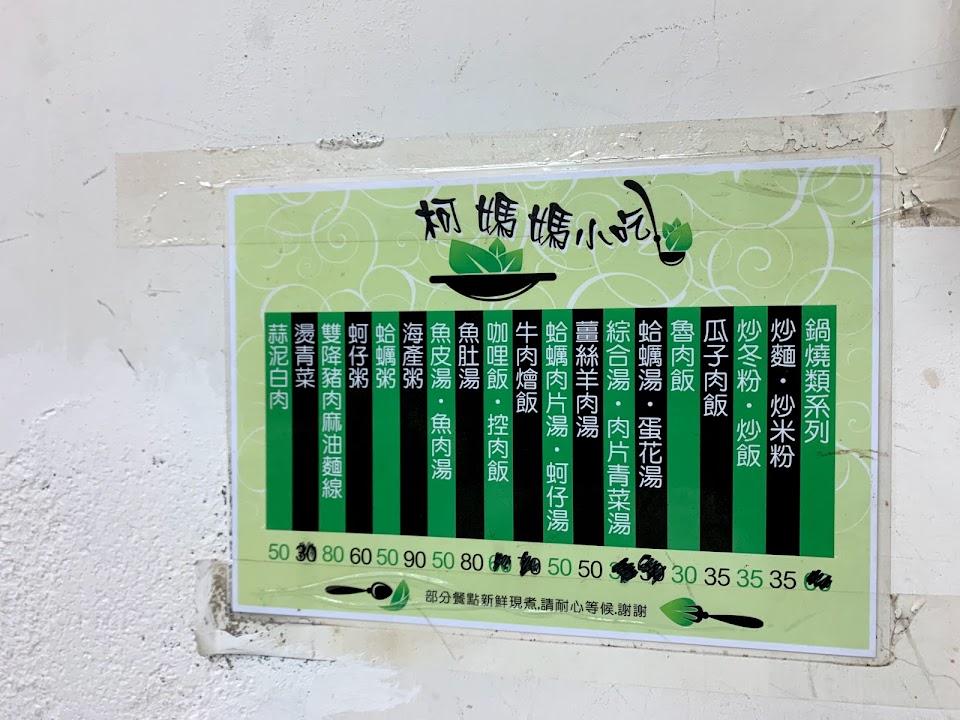 柯媽媽小吃
鍋燒類系列
炒麵・炒米粉
炒冬粉・炒飯
瓜子肉飯
魯肉飯
蛤蠣湯・蛋花湯
綜合湯・肉片青菜湯
薑絲羊肉湯
蛤蠣肉片湯・蚵仔湯
牛肉燴飯
咖哩飯・控肉飯
魚肚湯
魚皮湯・魚肉湯
海產粥
蛤蠣粥
蚵仔粥
雙降豬肉麻油麵線
燙青菜
蒜泥白肉
50 30 80 60 50 90 50 80 50 50 30 35 35 35
部分餐點新鮮現煮,請耐心等候,謝謝